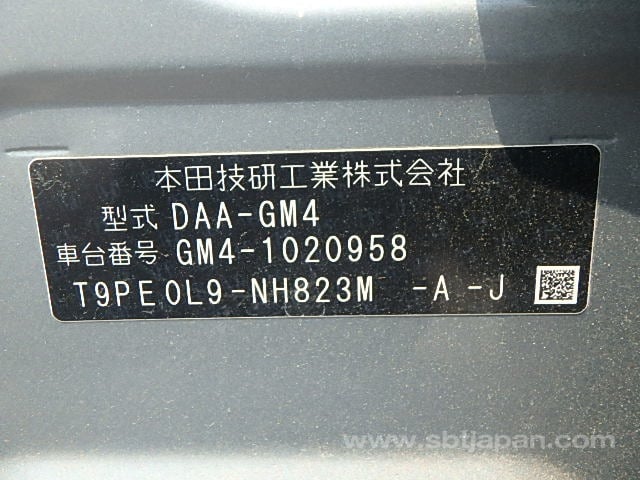 本田技研工業株式会社
型式 DAA-GM4
車台番号 GM4-1020958
T9PE0L9-NH823M -A-J
www.sbtjapan.com